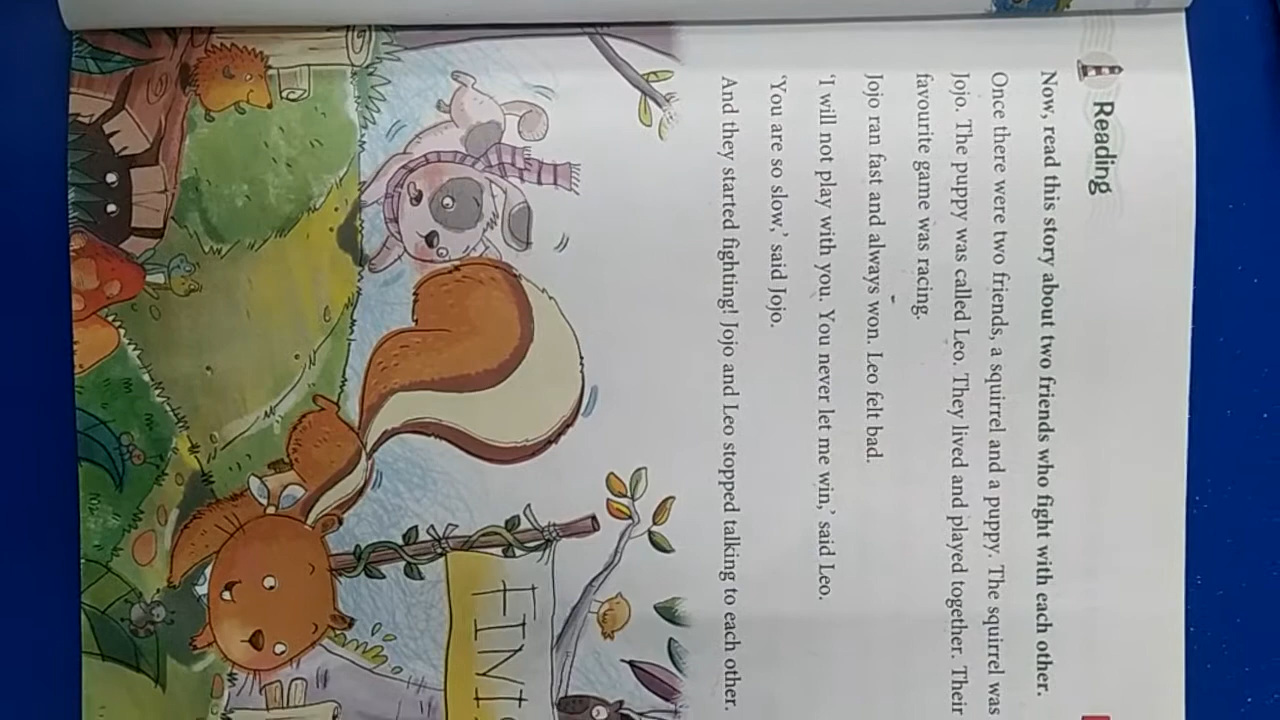 Reading
Now, read this story about two friends who fight with each other.
Once there were two friends, a squirrel and a puppy. The squirrel was
Jojo. The puppy was called Leo. They lived and played together. Their
favourite game was racing.
Jojo ran fast and always won. Leo felt bad.
‘I will not play with you. You never let me win,’ said Leo.
‘You are so slow,’ said Jojo.
And they started fighting! Jojo and Leo stopped talking to each other.